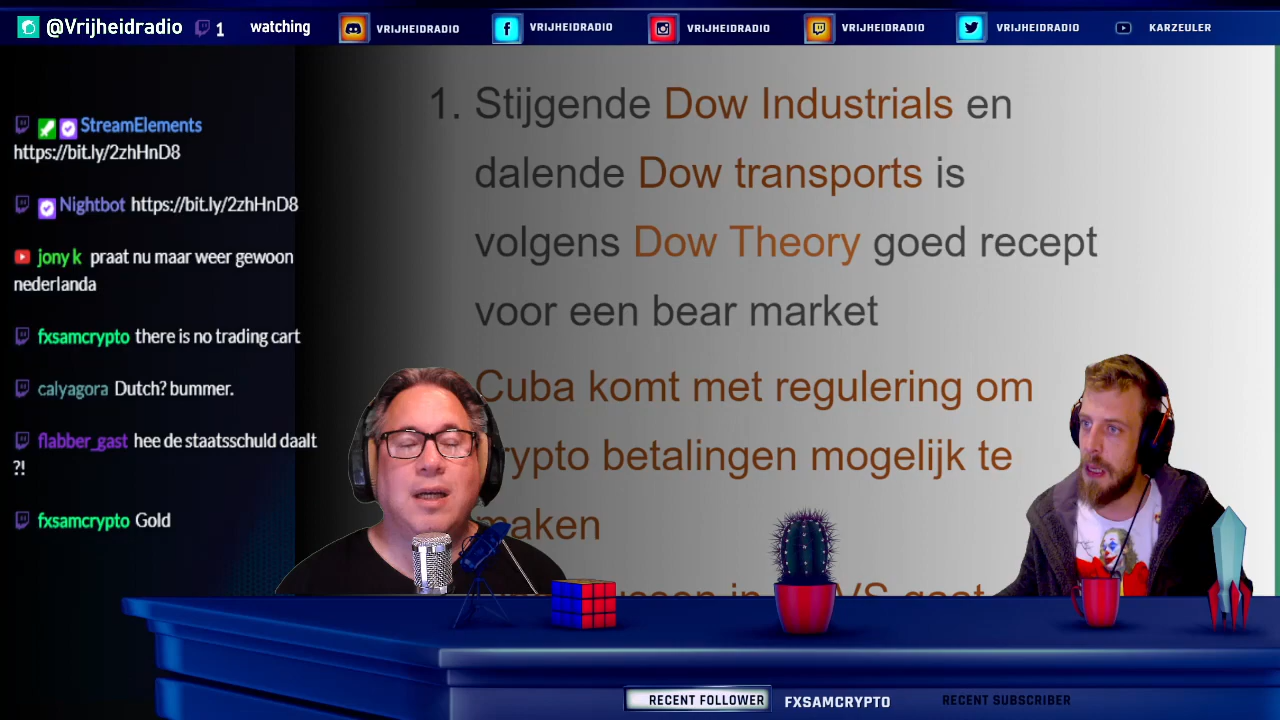 @Vrijheidradio 1 watching VRIJHEIDRADIO VRIJHEIDRADIO VRIJHEIDRADIO VRIJHEIDRADIO VRIJHEIDRADIO KARZEULER
StreamElements
https://bit.ly/2zhHnD8
Nightbot https://bit.ly/2zhHnD8
jony k praat nu maar weer gewoon
nederlanda
fxsamcrypto there is no trading cart
calyagora Dutch? bummer.
flabber_gast hee de staatsschuld daalt
?!
fxsamcrypto Gold
1. Stijgende Dow Industrials en
dalende Dow transports is
volgens Dow Theory goed recept
voor een bear market
Cuba komt met regulering om
crypto betalingen mogelijk te
maken
RECENT FOLLOWER FXSAMCRYPTO RECENT SUBSCRIBER